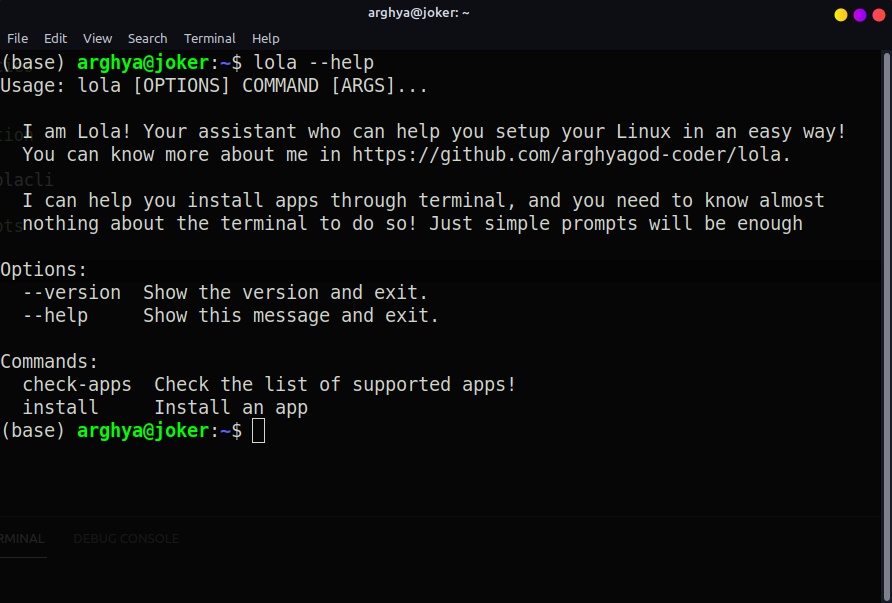 arghya@joker: ~
File Edit View Search Terminal Help
(base) arghya@joker:~$ lola --help
Usage: lola [OPTIONS] COMMAND [ARGS]...
I am Lola! Your assistant who can help you setup your Linux in an easy way!
You can know more about me in https://github.com/arghyagod-coder/lola.
I can help you install apps through terminal, and you need to know almost
nothing about the terminal to do so! Just simple prompts will be enough
Options:
--version Show the version and exit.
--help Show this message and exit.
Commands:
check-apps Check the list of supported apps!
install Install an app
(base) arghya@joker:~$
RMINAL DEBUG CONSOLE